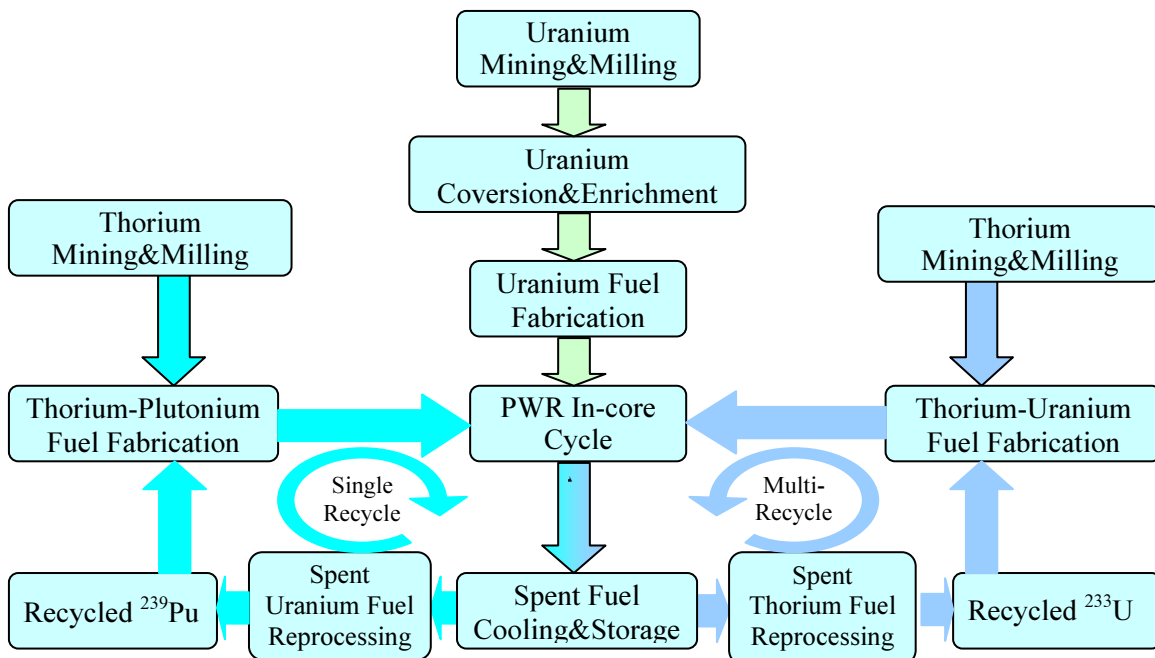 Uranium
Mining&Milling
Uranium
Coversion&Enrichment
Thorium
Mining&Milling
Thorium
Mining&Milling
Uranium Fuel
Fabrication
Thorium-Plutonium
Fuel Fabrication
PWR In-core
Cycle
Thorium-Uranium
Fuel Fabrication
Single
Recycle
Multi-
Recycle
Recycled ²³⁹Pu
Spent
Uranium Fuel
Reprocessing
Spent Fuel
Cooling&Storage
Spent
Thorium Fuel
Reprocessing
Recycled ²³³U